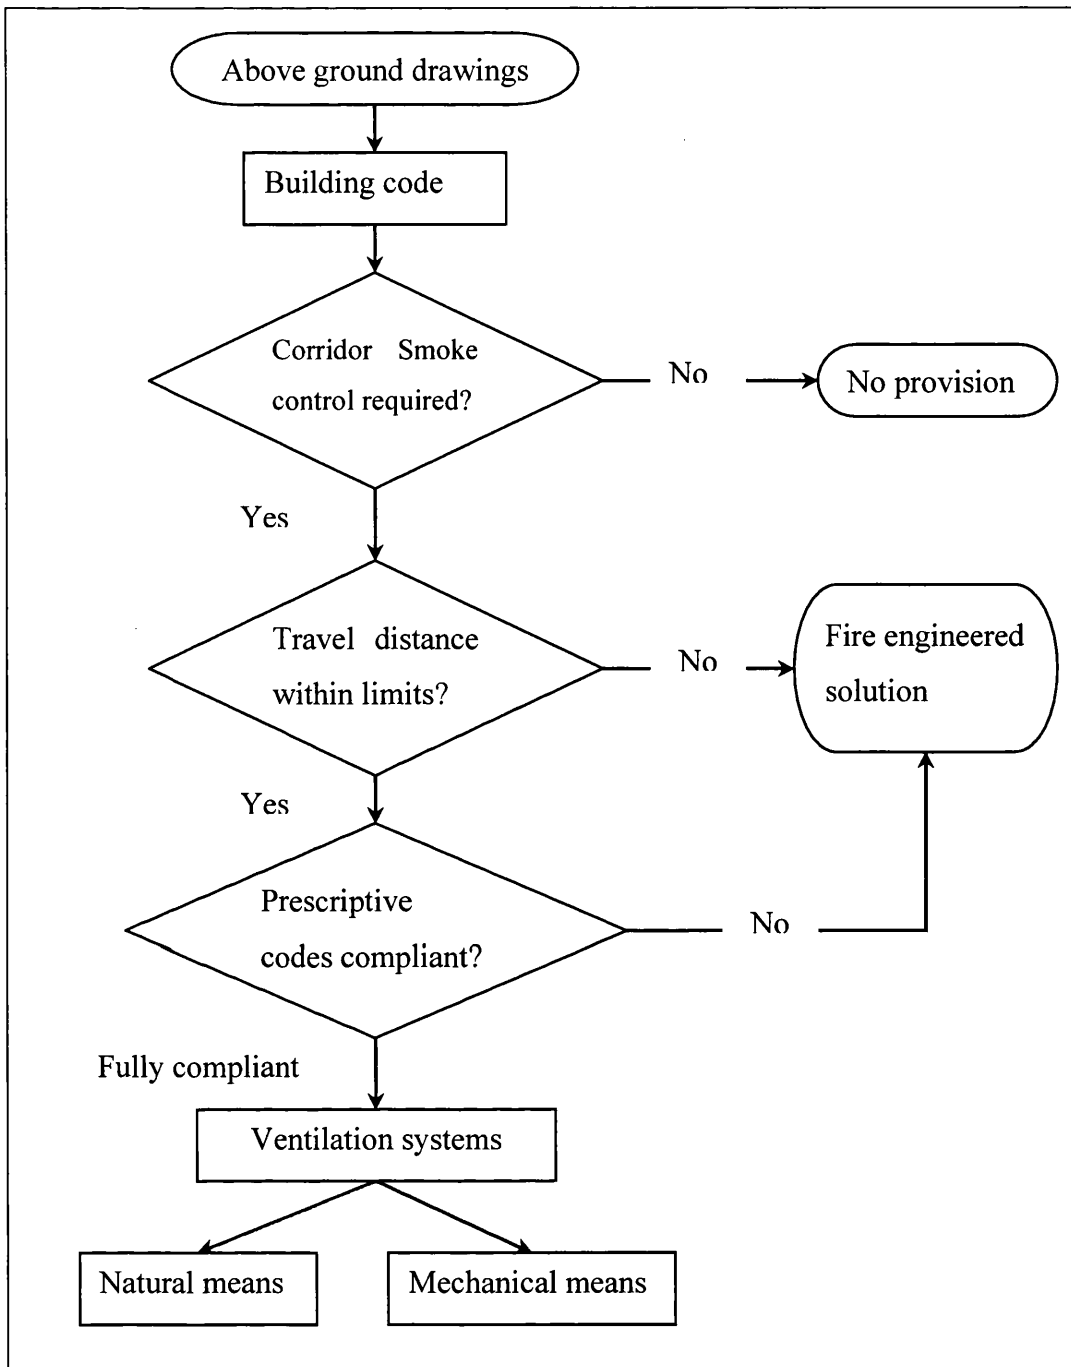 Above ground drawings
Building code
Corridor Smoke
control required?
No
No provision
Yes
Travel distance
within limits?
No
Fire engineered
solution
Yes
Prescriptive
codes compliant?
No
Fully compliant
Ventilation systems
Natural means
Mechanical means